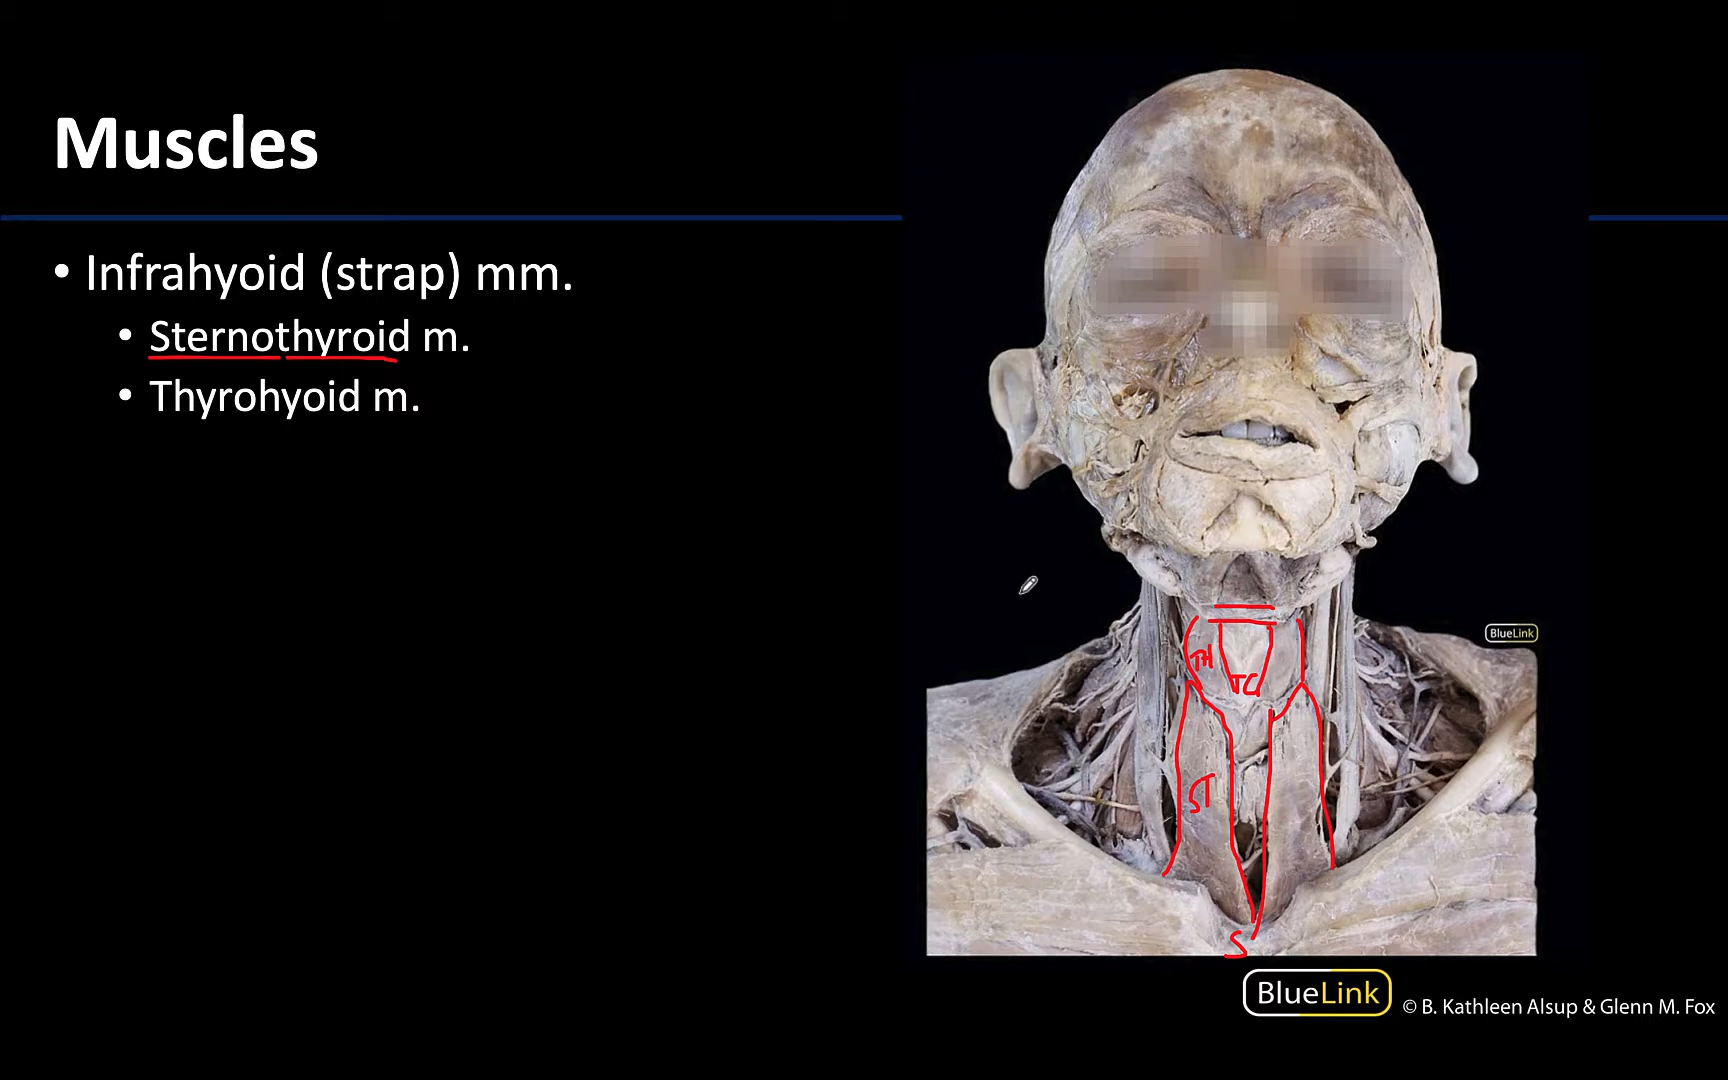 Muscles
• Infrahyoid (strap) mm.
• Sternothyroid m.
• Thyrohyoid m.
BlueLink
TH
TC
ST
S
BlueLink
© B. Kathleen Alsup & Glenn M. Fox